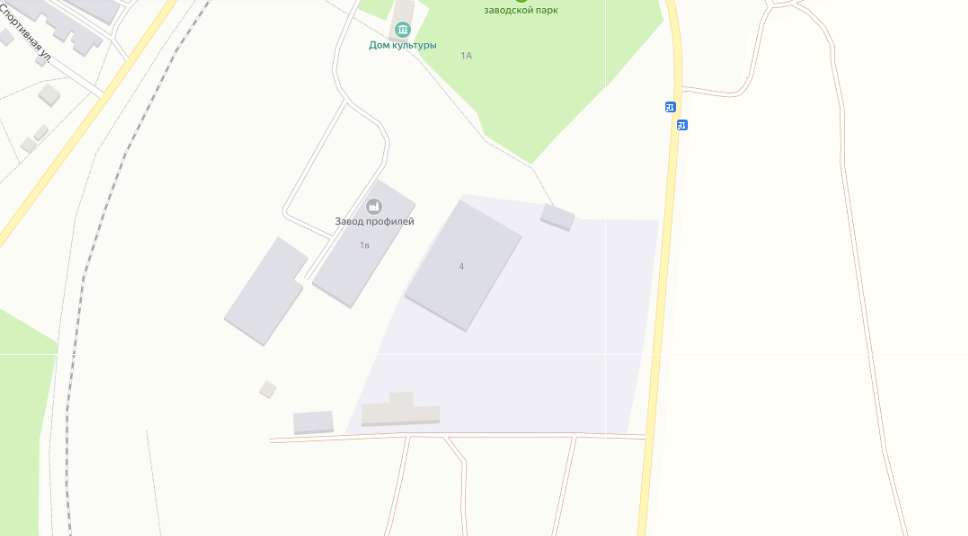 заводской парк
Спортивная ул.
Дом культуры
1А
Завод профилей
1в
4